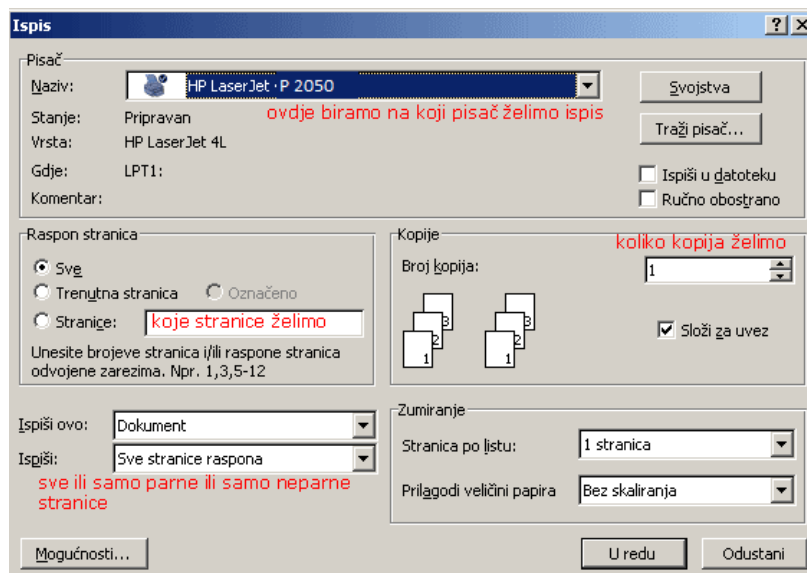 Ispis
Pisač
Naziv: HP LaserJet · P 2050
Svojstva
ovdje biramo na koji pisač želimo ispis
Stanje: Pripravan
Traži pisač...
Vrsta: HP LaserJet 4L
Gdje: LPT1:
Ispiši u datoteku
Komentar:
Ručno obostrano
Raspon stranica
Sve
Trenutna stranica Označeno
Stranice: koje stranice želimo
Unesite brojeve stranica i/ili raspone stranica
odvojene zarezima. Npr. 1,3,5-12
Kopije
koliko kopija želimo
Broj kopija: 1
3 3
2 2
1 1
Složi za uvez
Ispiši ovo: Dokument
Ispiši: Sve stranice raspona
sve ili samo parne ili samo neparne
stranice
Zumiranje
Stranica po listu: 1 stranica
Prilagodi veličini papira Bez skaliranja
Mogućnosti...
U redu Odustani